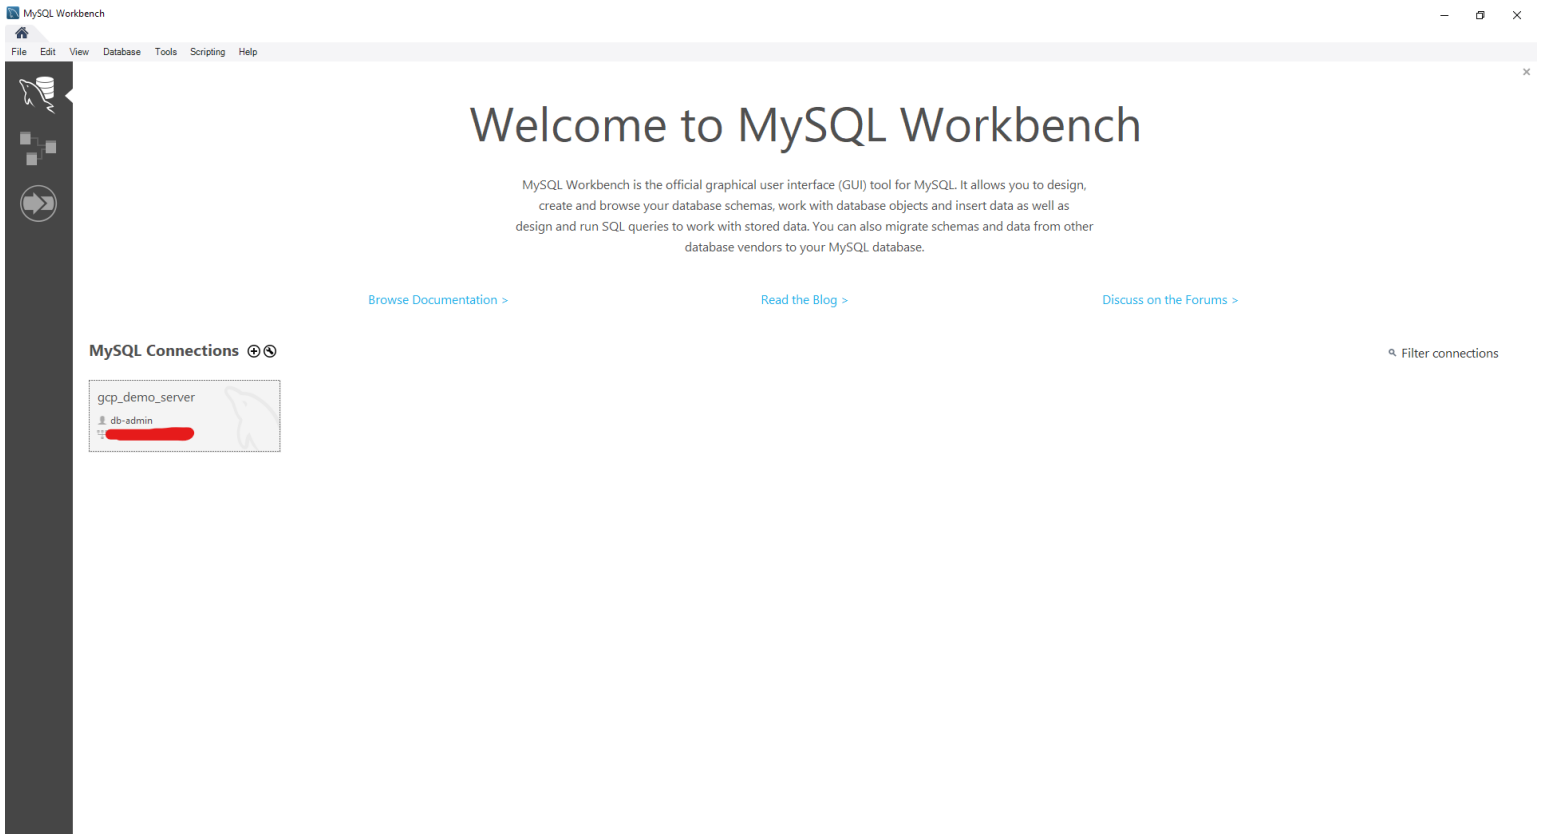 MySQL Workbench
File Edit View Database Tools Scripting Help
Welcome to MySQL Workbench
MySQL Workbench is the official graphical user interface (GUI) tool for MySQL. It allows you to design,
create and browse your database schemas, work with database objects and insert data as well as
design and run SQL queries to work with stored data. You can also migrate schemas and data from other
database vendors to your MySQL database.
Browse Documentation > Read the Blog > Discuss on the Forums >
MySQL Connections Filter connections
gcp_demo_server
db-admin